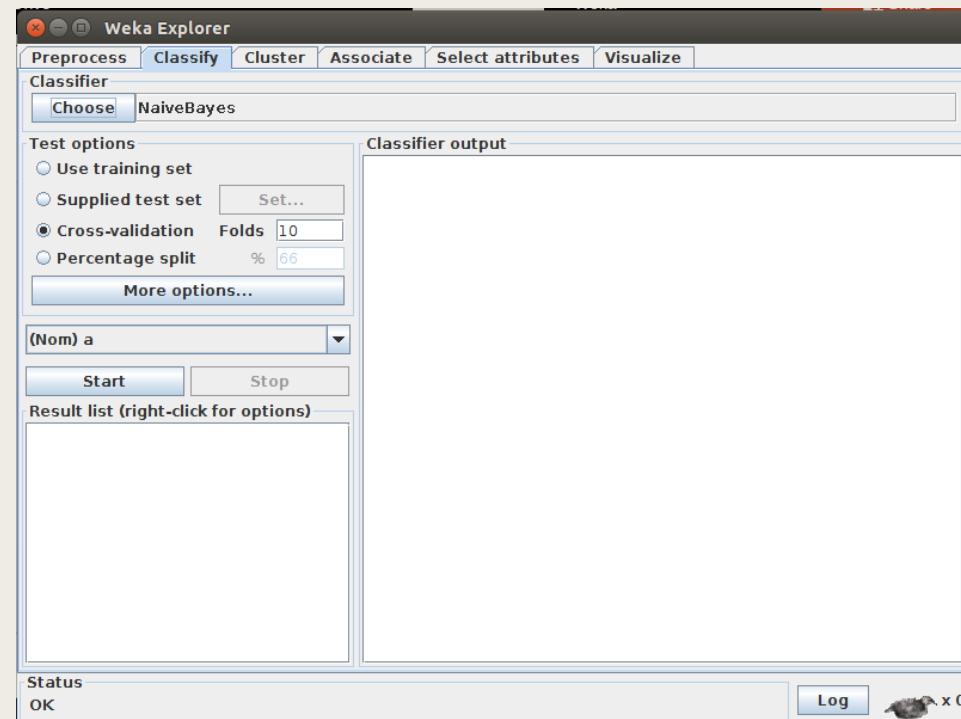 Weka Explorer
Preprocess Classify Cluster Associate Select attributes Visualize
Classifier
Choose NaiveBayes
Test options
Use training set
Supplied test set Set...
Cross-validation Folds 10
Percentage split % 66
More options...
(Nom) a
Start Stop
Result list (right-click for options)
Classifier output
Status
OK
Log x 0